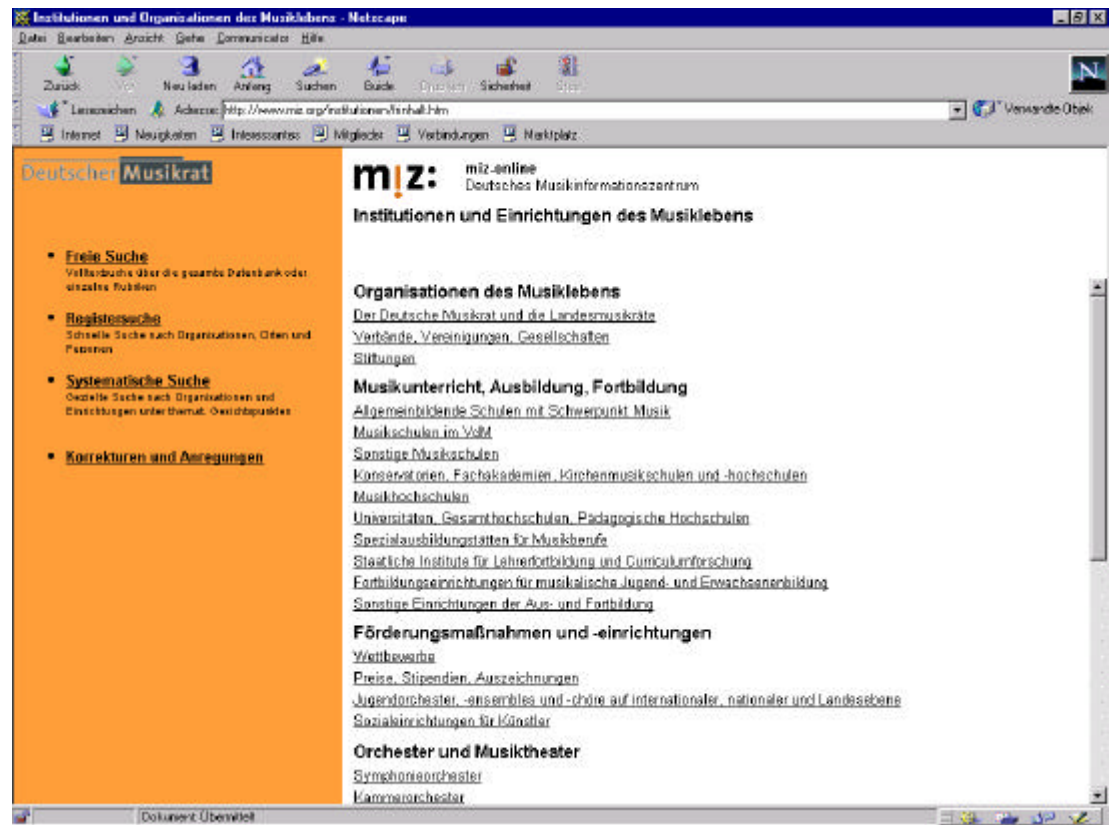 Institutionen und Organisationen des Musiklebens - Netscape
Datei Bearbeiten Ansicht Gehe Communicator Hilfe
Zurück Vor Neu laden Anfang Suchen Guide Drucken Sicherheit Stop
Lesezeichen Adresse: http://www.miz.org/institutionen/finhalt.htm Verwandte Objek
Internet Neuigkeiten Interessantes Mitglieder Verbindungen Marktplatz
Deutscher Musikrat
Freie Suche
Volltextsuche über die gesamte Datenbank oder
einzelne Rubriken
Registersuche
Schnelle Suche nach Organisationen, Orten und
Personen
Systematische Suche
Gezielte Suche nach Organisationen und
Einrichtungen unter themat. Gesichtspunkten
Korrekturen und Anregungen
m!z: miz-online
Deutsches Musikinformationszentrum
Institutionen und Einrichtungen des Musiklebens
Organisationen des Musiklebens
Der Deutsche Musikrat und die Landesmusikräte
Verbände, Vereinigungen, Gesellschaften
Stiftungen
Musikunterricht, Ausbildung, Fortbildung
Allgemeinbildende Schulen mit Schwerpunkt Musik
Musikschulen im VdM
Sonstige Musikschulen
Konservatorien, Fachakademien, Kirchenmusikschulen und -hochschulen
Musikhochschulen
Universitäten, Gesamthochschulen, Pädagogische Hochschulen
Spezialausbildungstätten für Musikberufe
Staatliche Institute für Lehrerfortbildung und Curriculumforschung
Fortbildungseinrichtungen für musikalische Jugend- und Erwachsenenbildung
Sonstige Einrichtungen der Aus- und Fortbildung
Förderungsmaßnahmen und -einrichtungen
Wettbewerbe
Preise, Stipendien, Auszeichnungen
Jugendorchester, -ensembles und -chöre auf internationaler, nationaler und Landesebene
Sozialeinrichtungen für Künstler
Orchester und Musiktheater
Symphonieorchester
Kammerorchester
Dokument: Übermittelt